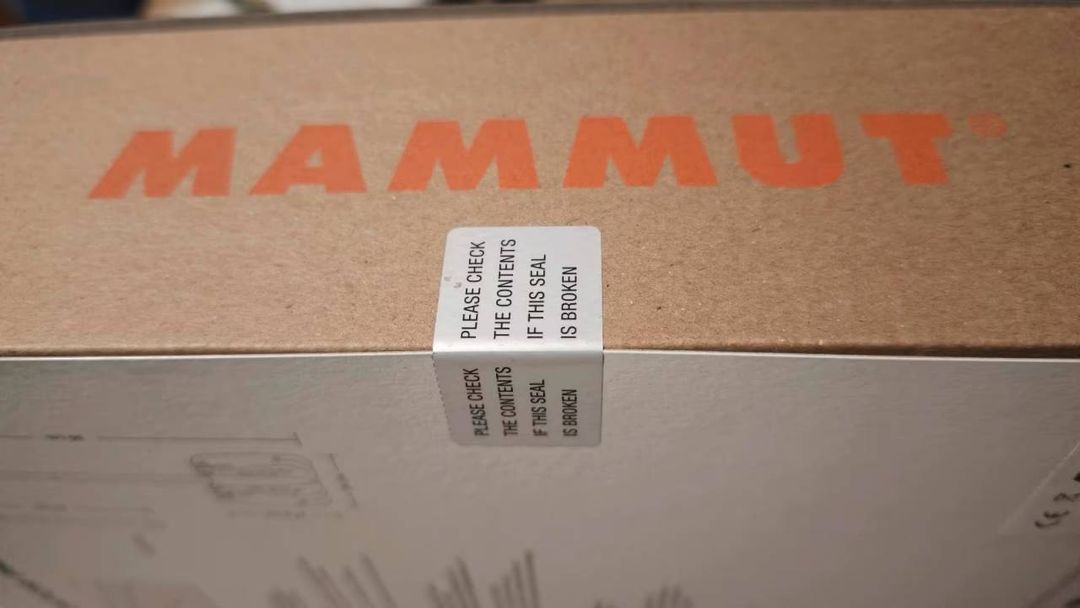 MAMMUT®
PLEASE CHECK
THE CONTENTS
IF THIS SEAL
IS BROKEN
PLEASE CHECK
THE CONTENTS
IF THIS SEAL
IS BROKEN
CE